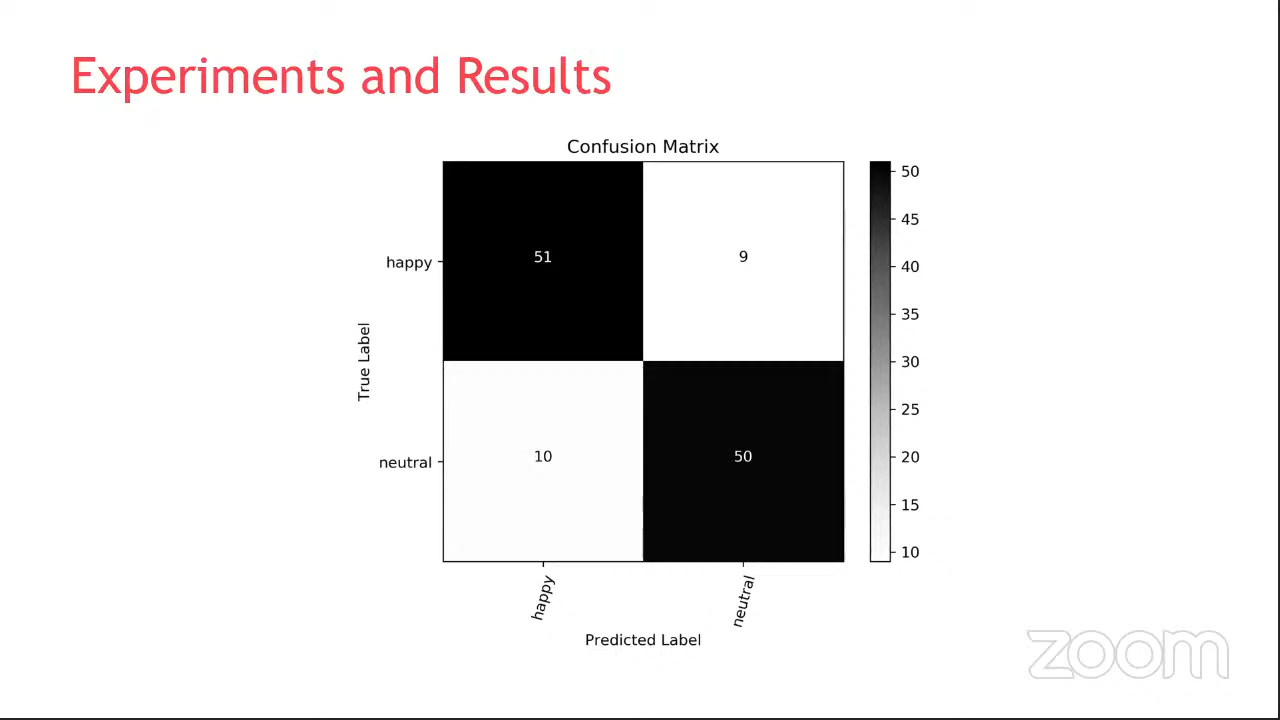 Experiments and Results
Confusion Matrix
50
45
40
35
30
25
20
15
10
True Label
happy
neutral
51
9
10
50
happy
neutral
Predicted Label
zoom